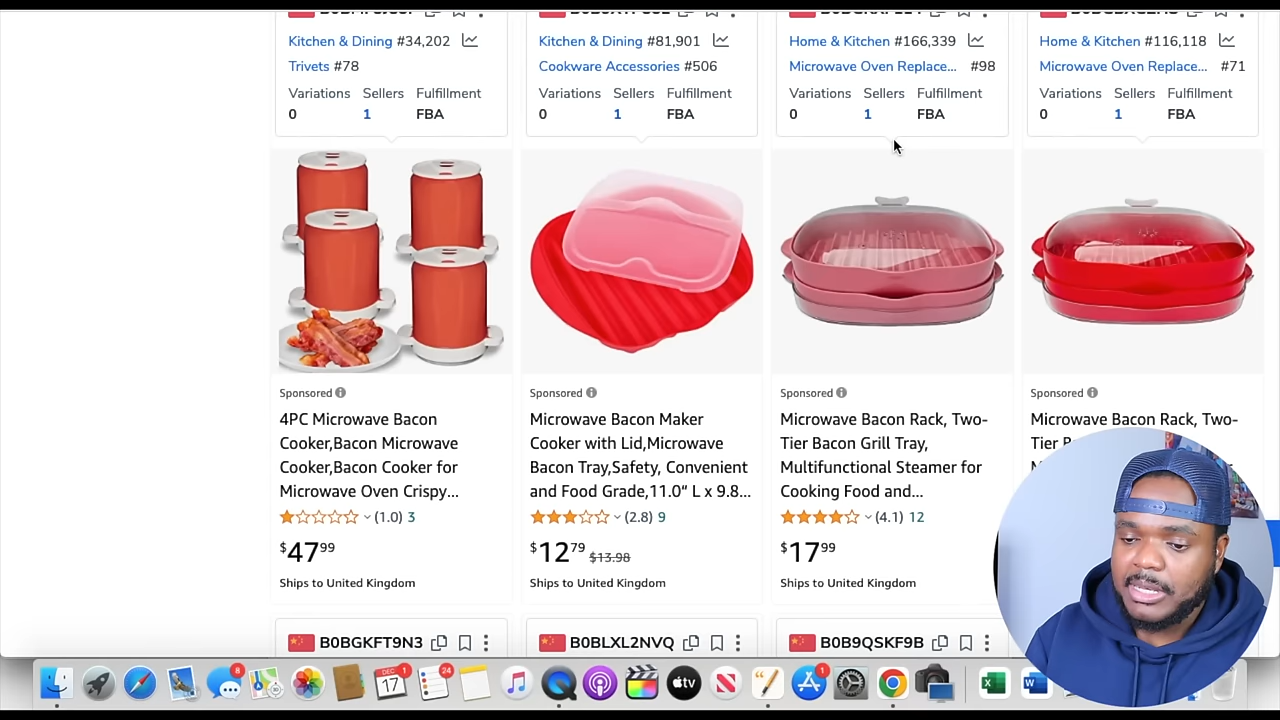 Kitchen & Dining #34,202
Trivets #78
Variations Sellers Fulfillment
0 1 FBA
Kitchen & Dining #81,901
Cookware Accessories #506
Variations Sellers Fulfillment
0 1 FBA
Home & Kitchen #166,339
Microwave Oven Replace... #98
Variations Sellers Fulfillment
0 1 FBA
Home & Kitchen #116,118
Microwave Oven Replace... #71
Variations Sellers Fulfillment
0 1 FBA
Sponsored
4PC Microwave Bacon
Cooker,Bacon Microwave
Cooker,Bacon Cooker for
Microwave Oven Crispy...
(1.0) 3
$47 99
Ships to United Kingdom
Sponsored
Microwave Bacon Maker
Cooker with Lid,Microwave
Bacon Tray,Safety, Convenient
and Food Grade,11.0“ L x 9.8...
(2.8) 9
$12 79 $13.98
Ships to United Kingdom
Sponsored
Microwave Bacon Rack, Two-
Tier Bacon Grill Tray,
Multifunctional Steamer for
Cooking Food and...
(4.1) 12
$17 99
Ships to United Kingdom
Sponsored
Microwave Bacon Rack, Two-
B0BGKFT9N3
B0BLXL2NVQ
B0B9QSKF9B
8
DEC 1
17
24
tv
1
X
W